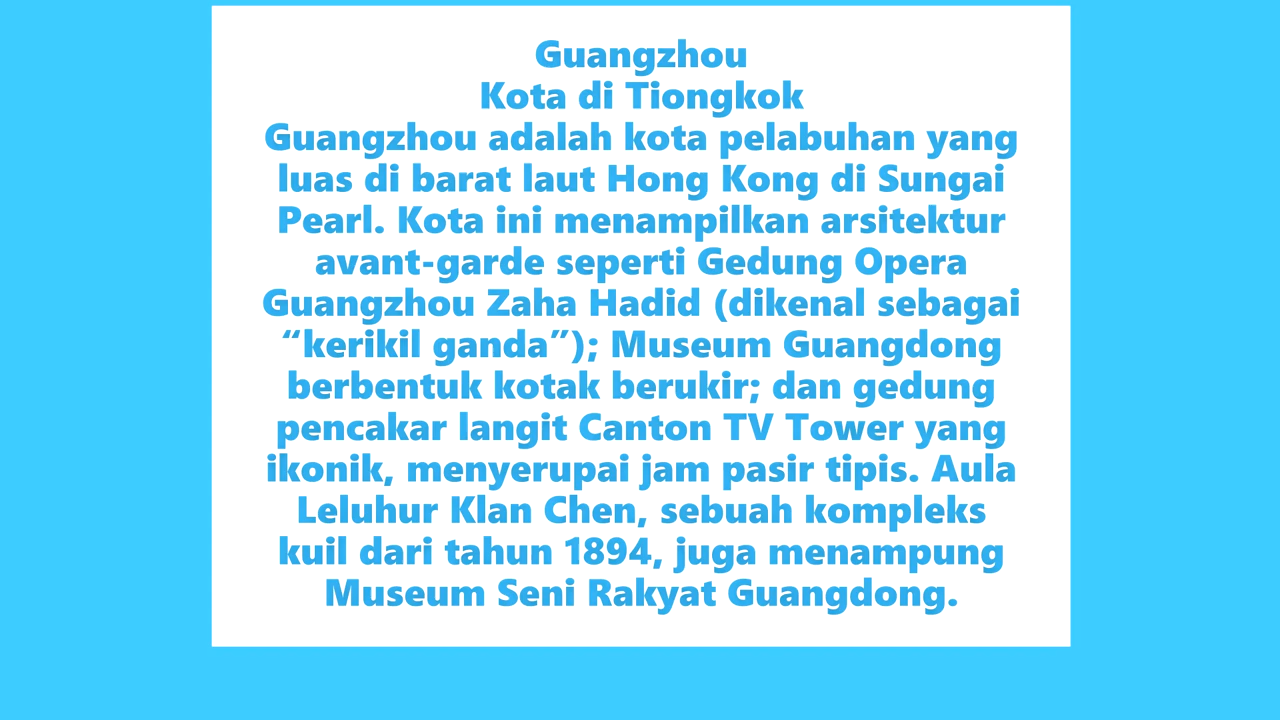 Guangzhou
Kota di Tiongkok
Guangzhou adalah kota pelabuhan yang
luas di barat laut Hong Kong di Sungai
Pearl. Kota ini menampilkan arsitektur
avant-garde seperti Gedung Opera
Guangzhou Zaha Hadid (dikenal sebagai
“kerikil ganda”); Museum Guangdong
berbentuk kotak berukir; dan gedung
pencakar langit Canton TV Tower yang
ikonik, menyerupai jam pasir tipis. Aula
Leluhur Klan Chen, sebuah kompleks
kuil dari tahun 1894, juga menampung
Museum Seni Rakyat Guangdong.